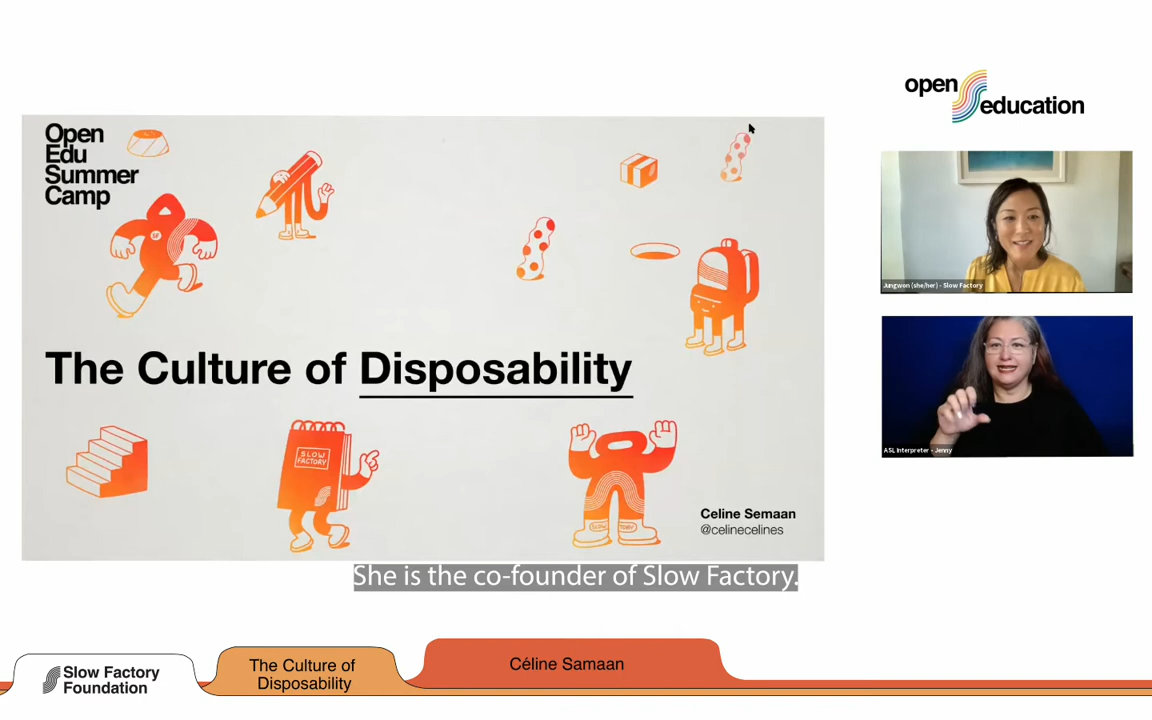 open
education
Open
Edu
Summer
Camp
SF
The Culture of Disposability
SLOW
FACTORY
SLOW
Celine Semaan
@celinecelines
Jungwon (she/her) - Slow Factory
ASL Interpreter - Jenny
She is the co-founder of Slow Factory.
Slow Factory
Foundation
The Culture of
Disposability
Céline Samaan